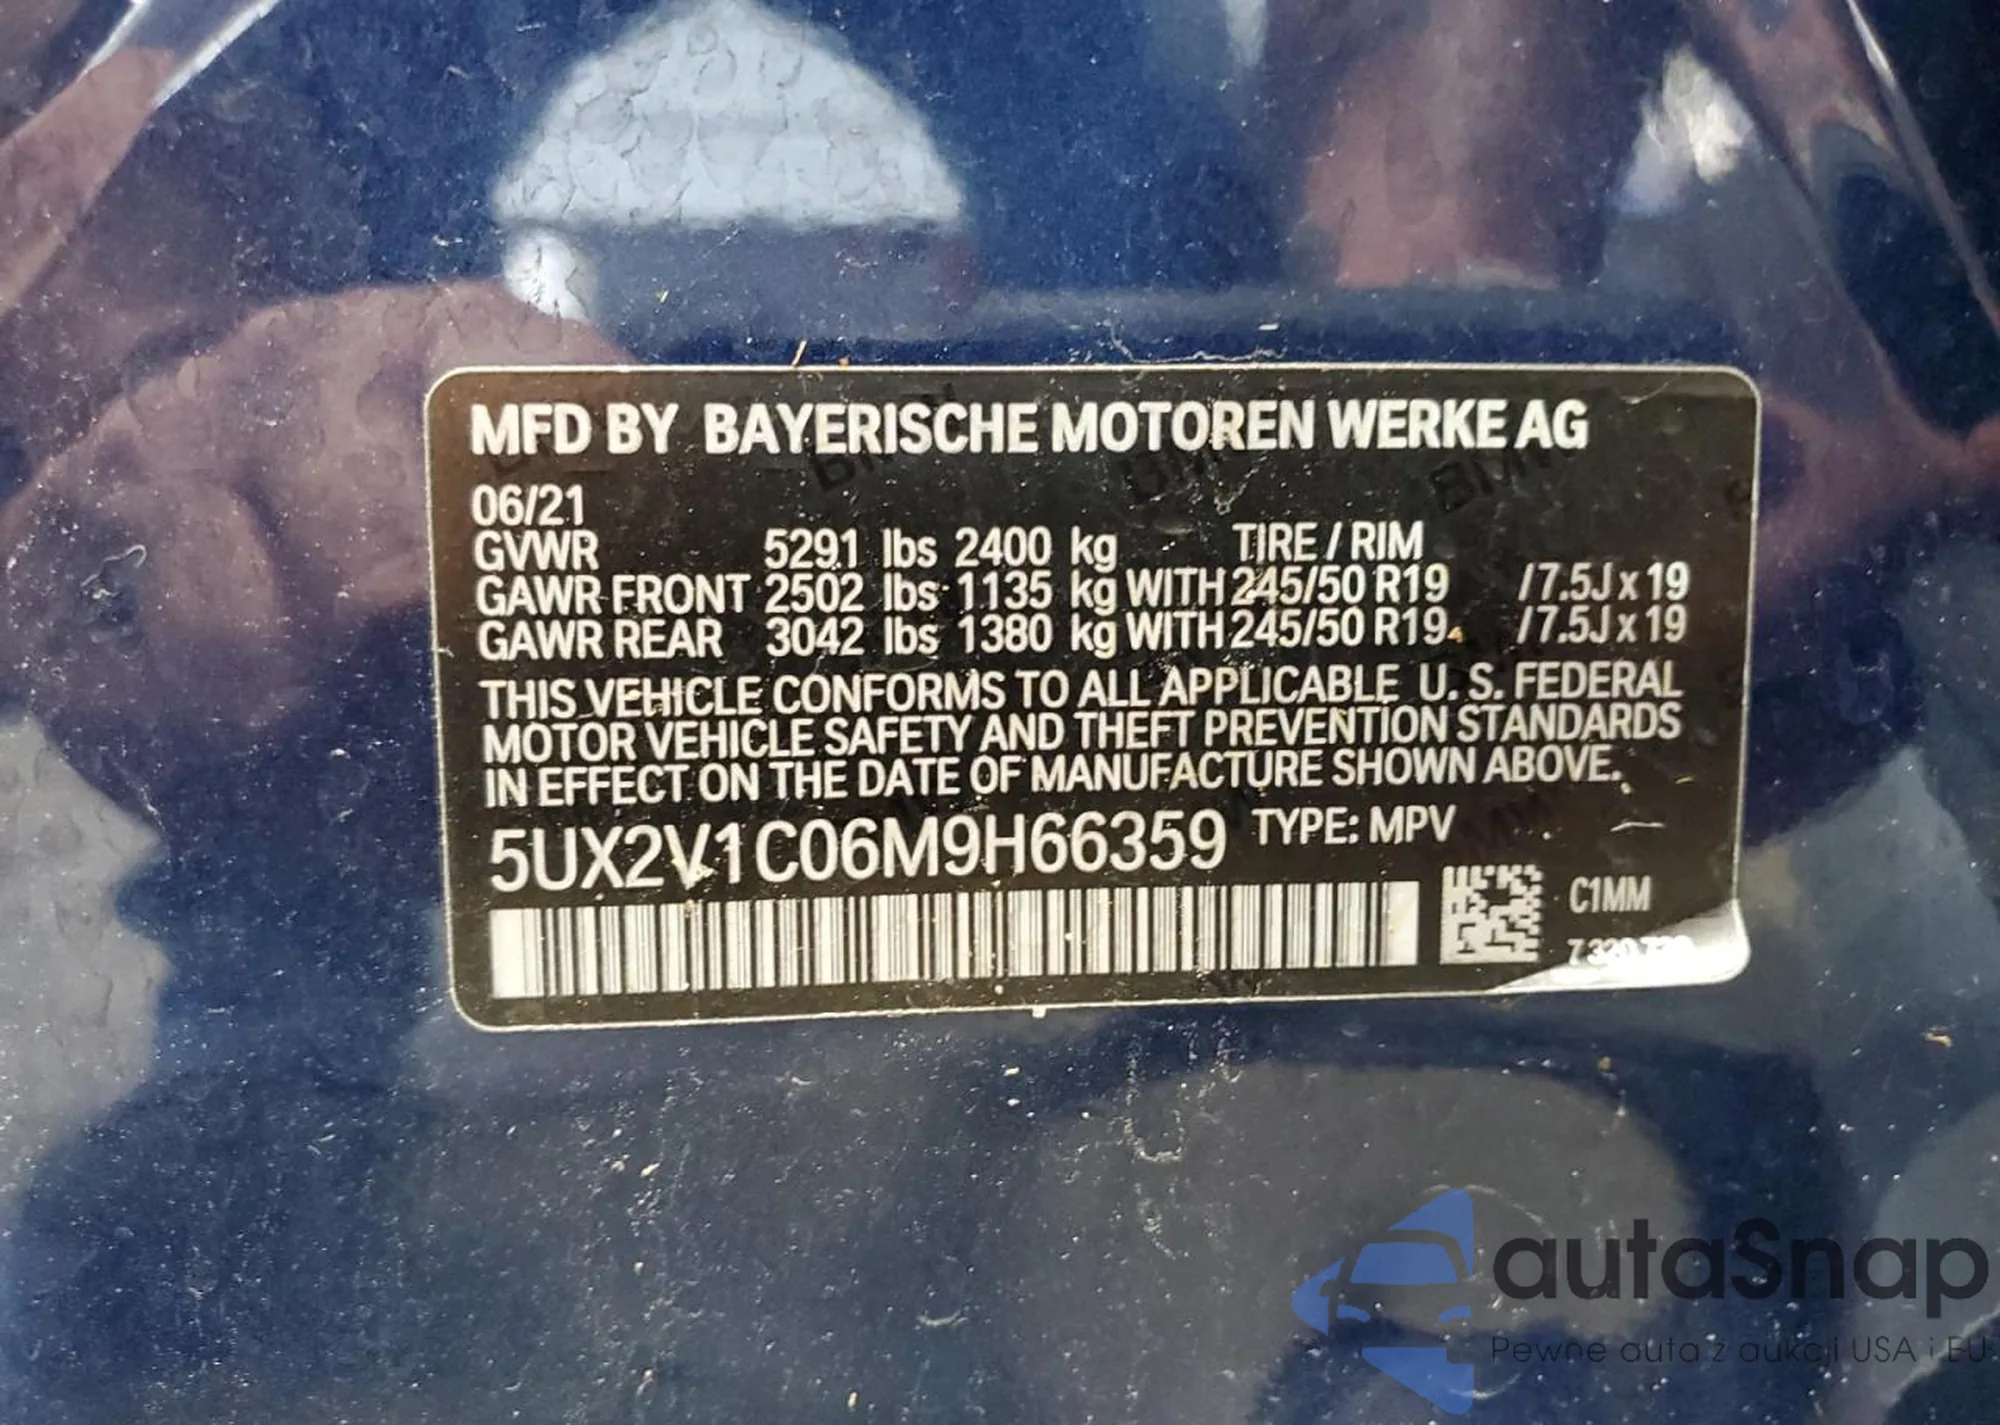 MFD BY BAYERISCHE MOTOREN WERKE AG
06/21
GVWR 5291 lbs 2400 kg TIRE / RIM
GAWR FRONT 2502 lbs 1135 kg WITH 245/50 R19 /7.5J x 19
GAWR REAR 3042 lbs 1380 kg WITH 245/50 R19 /7.5J x 19
THIS VEHICLE CONFORMS TO ALL APPLICABLE U. S. FEDERAL
MOTOR VEHICLE SAFETY AND THEFT PREVENTION STANDARDS
IN EFFECT ON THE DATE OF MANUFACTURE SHOWN ABOVE.
5UX2V1C06M9H66359 TYPE: MPV
C1MM
7 320
autaSnap
Pewne auta z aukcji USA i EU